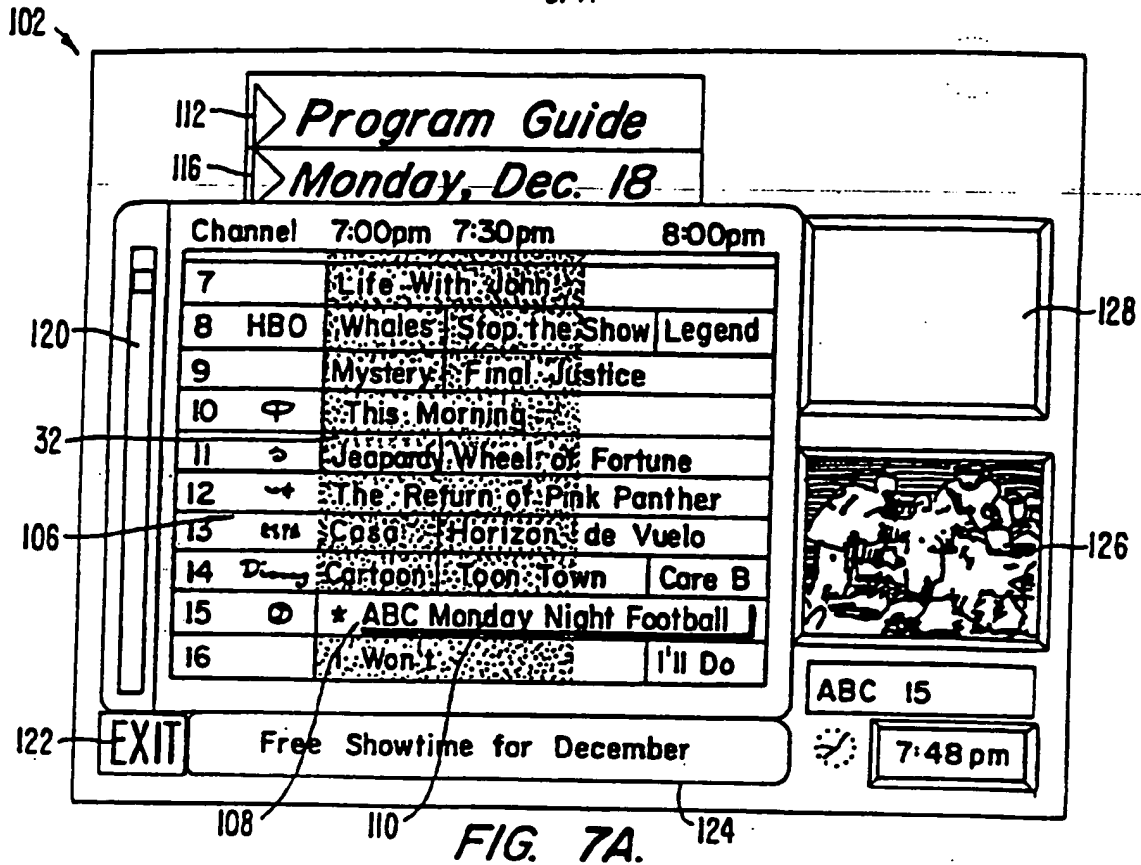 102
112 Program Guide
116 Monday, Dec. 18
Channel 7:00pm 7:30pm 8:00pm
7 Life With John
120
8 HBO Whales Stop the Show Legend
128
9 Mystery Final Justice
10 This Morning
32
11 Jeapardy Wheel of Fortune
12 The Return of Pink Panther
106
13 Casa Horizon de Vuelo
126
14 Disney Cartoon Toon Town Care B
15 * ABC Monday Night Football
16 I Won't I'll Do
ABC 15
122 EXIT Free Showtime for December
7:48pm
108 110 124
FIG. 7A.